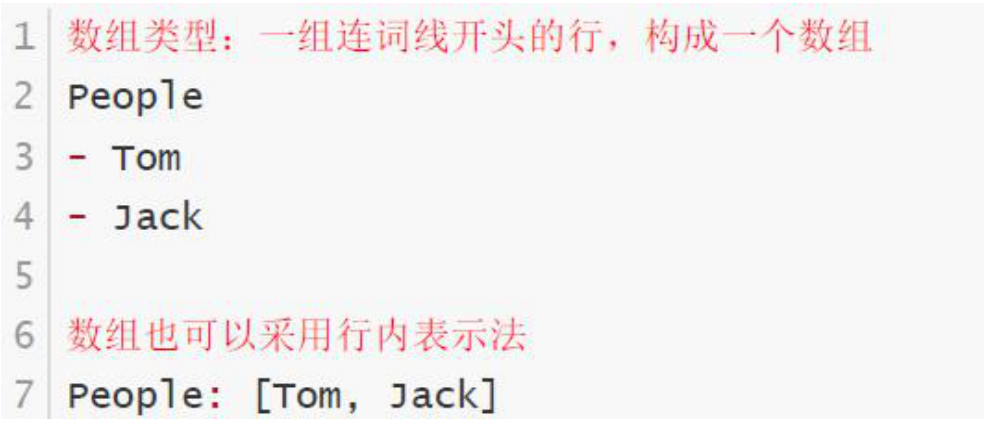 1 数组类型：一组连词线开头的行，构成一个数组
2 People
3 - Tom
4 - Jack
5
6 数组也可以采用行内表示法
7 People: [Tom, Jack]